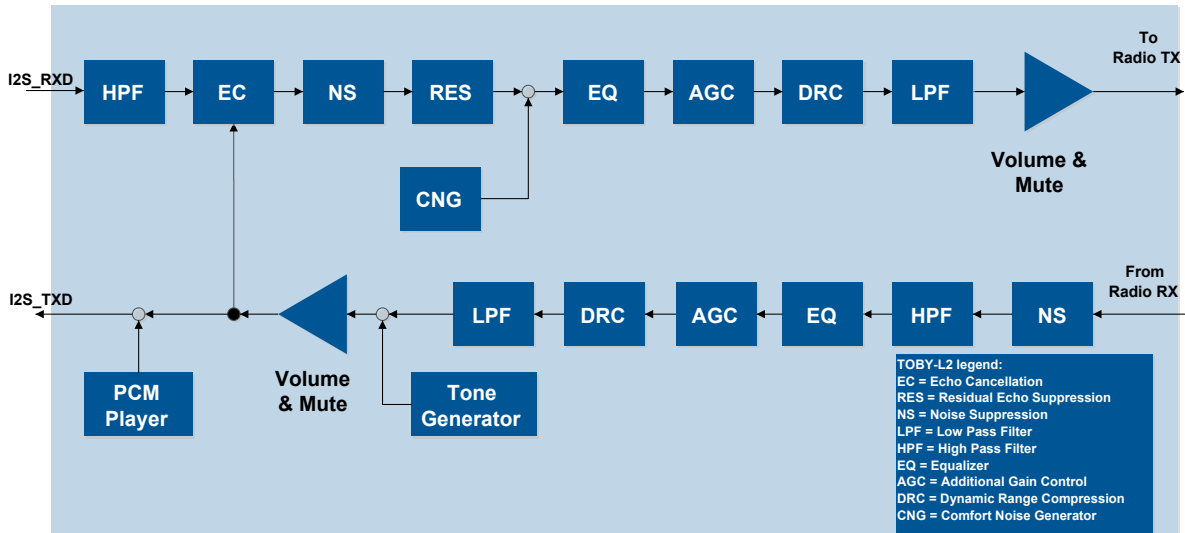 To
Radio TX
I2S_RXD
HPF
EC
NS
RES
EQ
AGC
DRC
LPF
Volume &
Mute
CNG
I2S_TXD
From
Radio RX
LPF
DRC
AGC
EQ
HPF
NS
Volume
& Mute
PCM
Player
Tone
Generator
TOBY-L2 legend:
EC = Echo Cancellation
RES = Residual Echo Suppression
NS = Noise Suppression
LPF = Low Pass Filter
HPF = High Pass Filter
EQ = Equalizer
AGC = Additional Gain Control
DRC = Dynamic Range Compression
CNG = Comfort Noise Generator